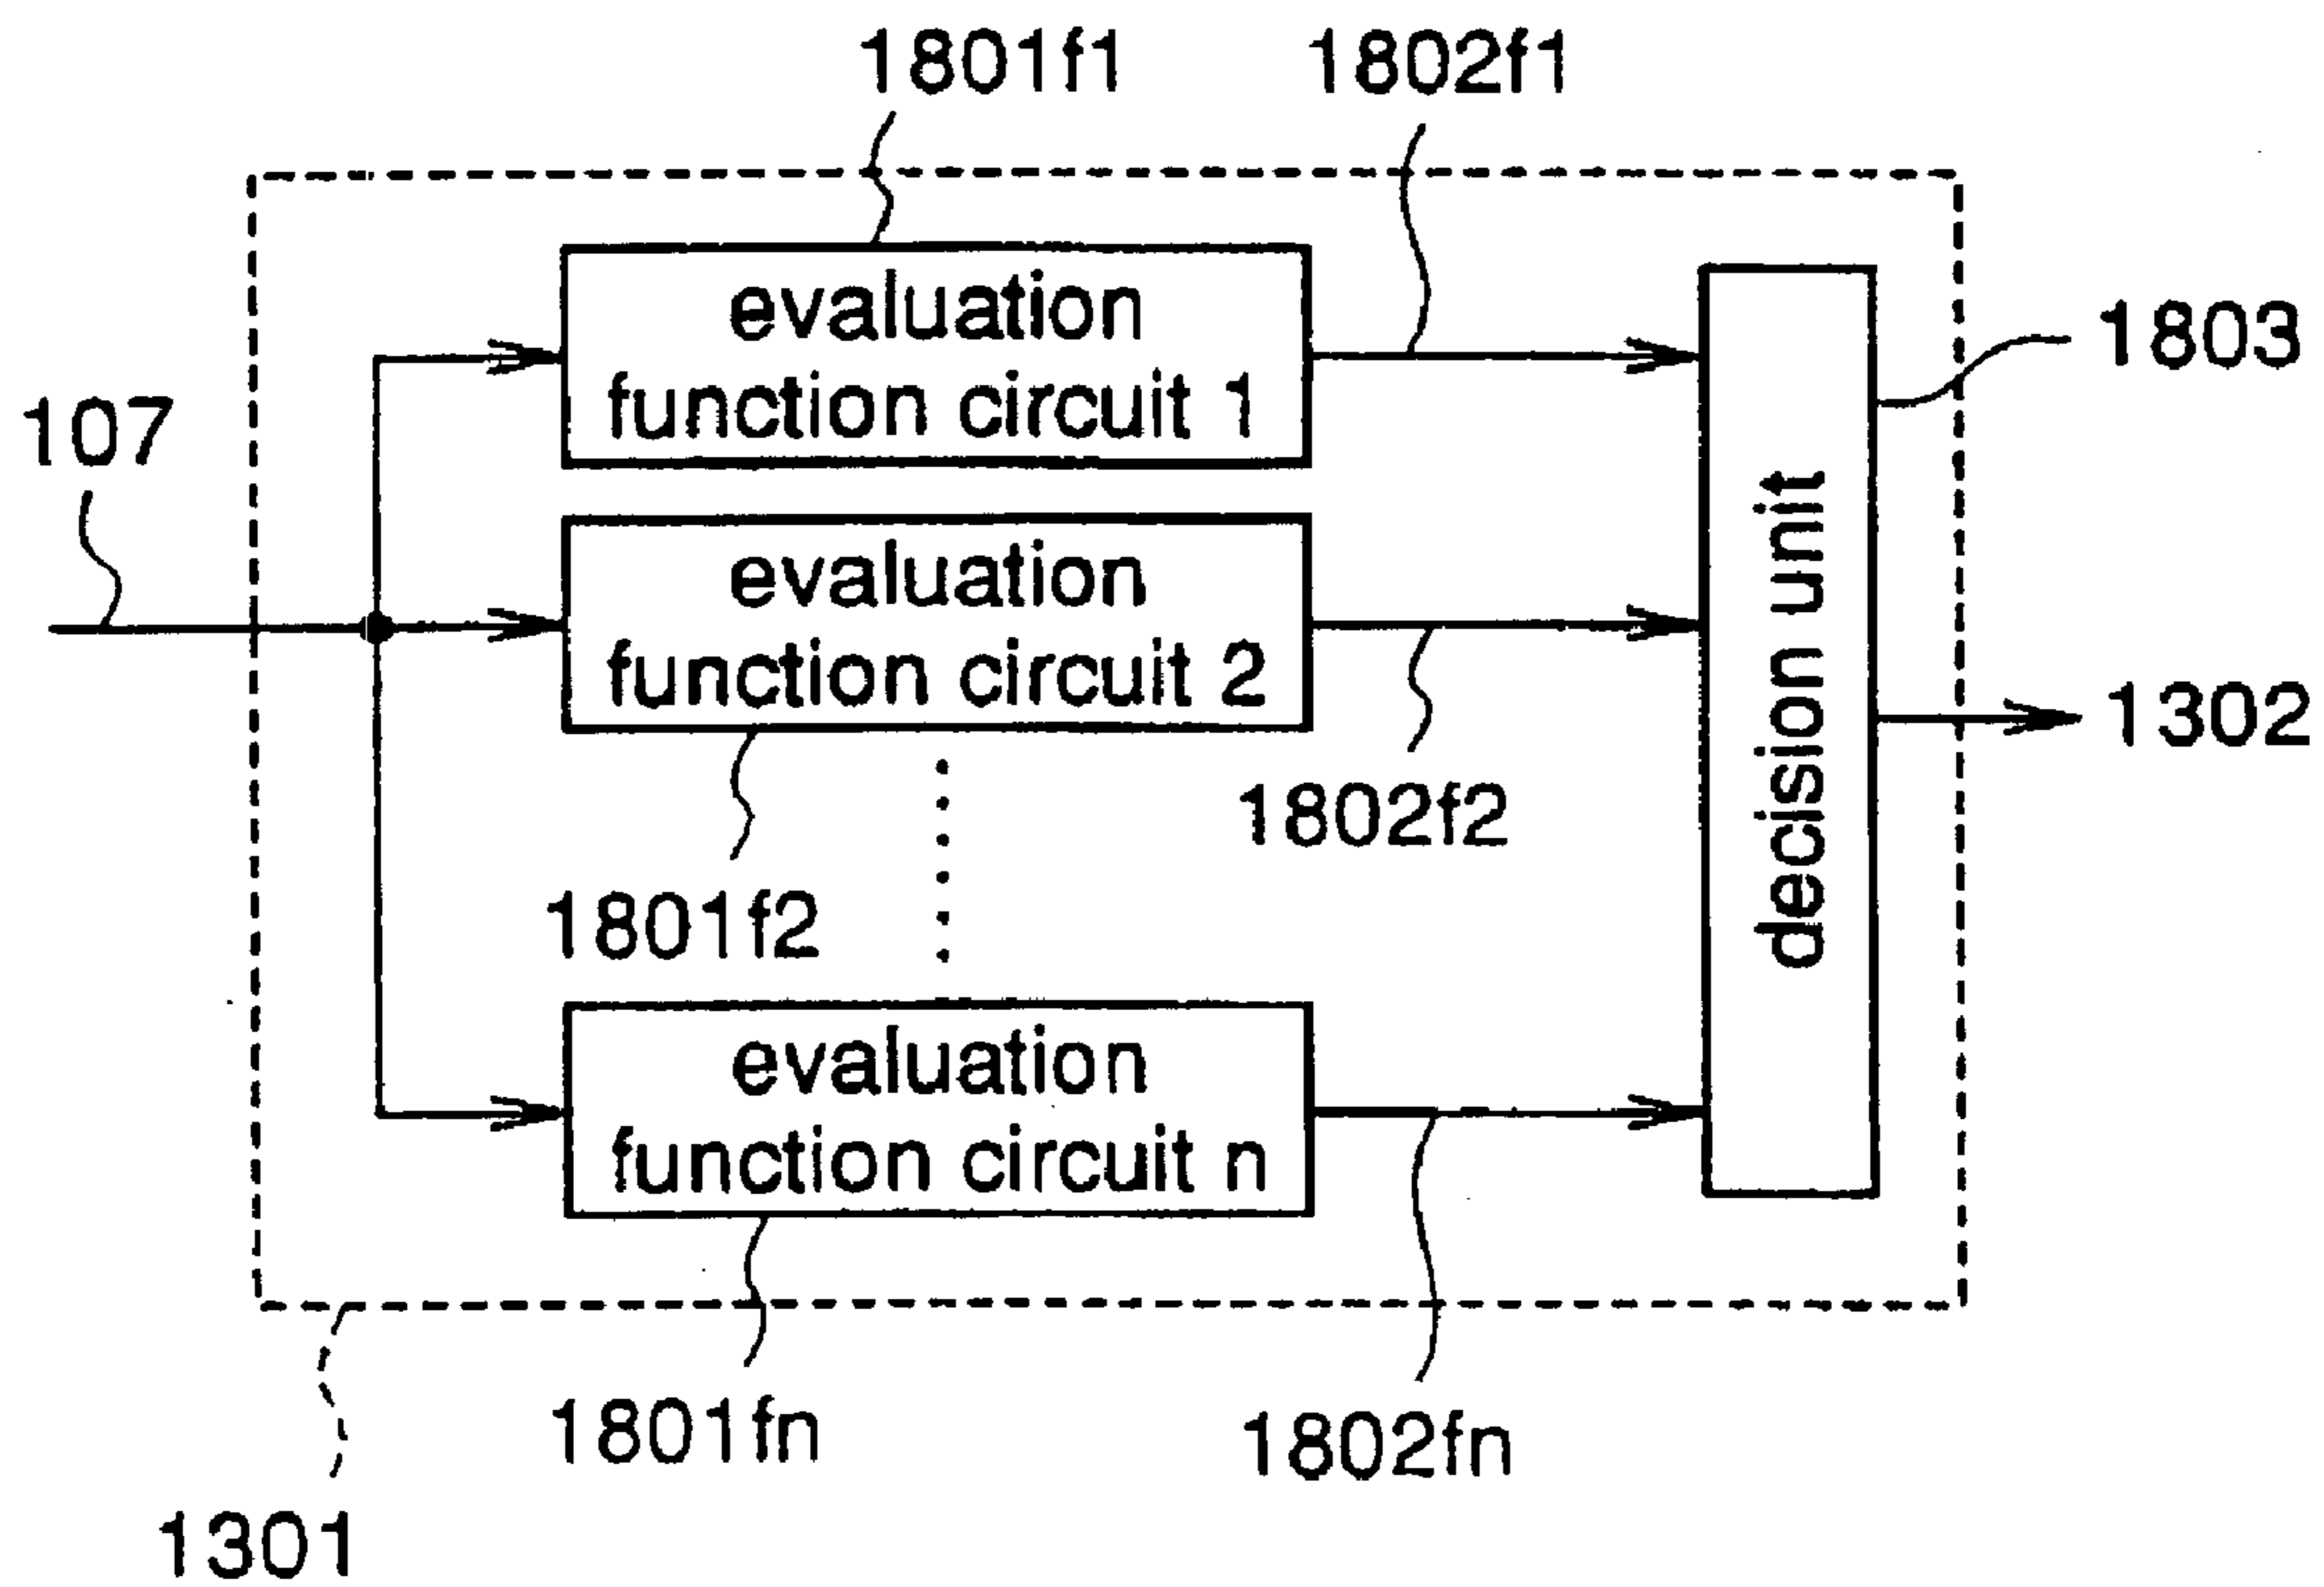 1801f1
1802f1
evaluation
function circuit 1
1803
107
evaluation
function circuit 2
decision unit
1302
1802f2
1801f2
evaluation
function circuit n
1801fn
1802fn
1301